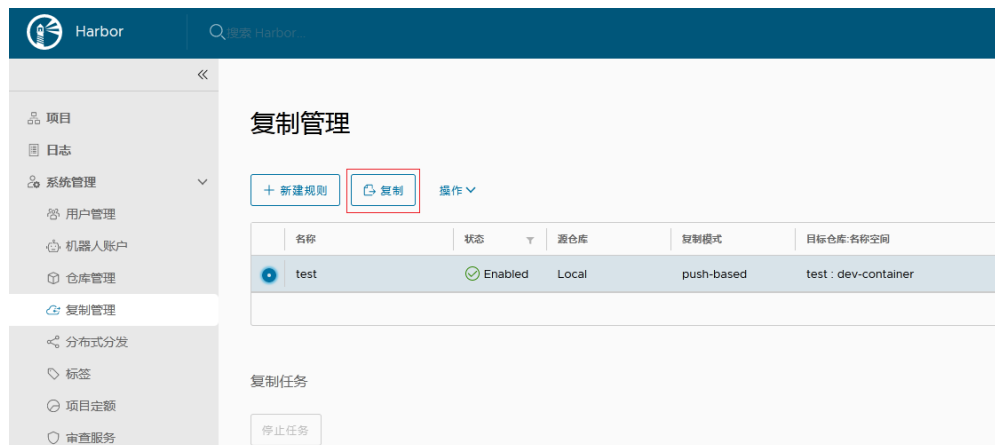 Harbor
搜索 Harbor...
项目
日志
系统管理
用户管理
机器人账户
仓库管理
复制管理
分布式分发
标签
项目定额
审查服务
复制管理
新建规则 复制 操作
名称 状态 源仓库 复制模式 目标仓库:名称空间
test Enabled Local push-based test : dev-container
复制任务
停止任务